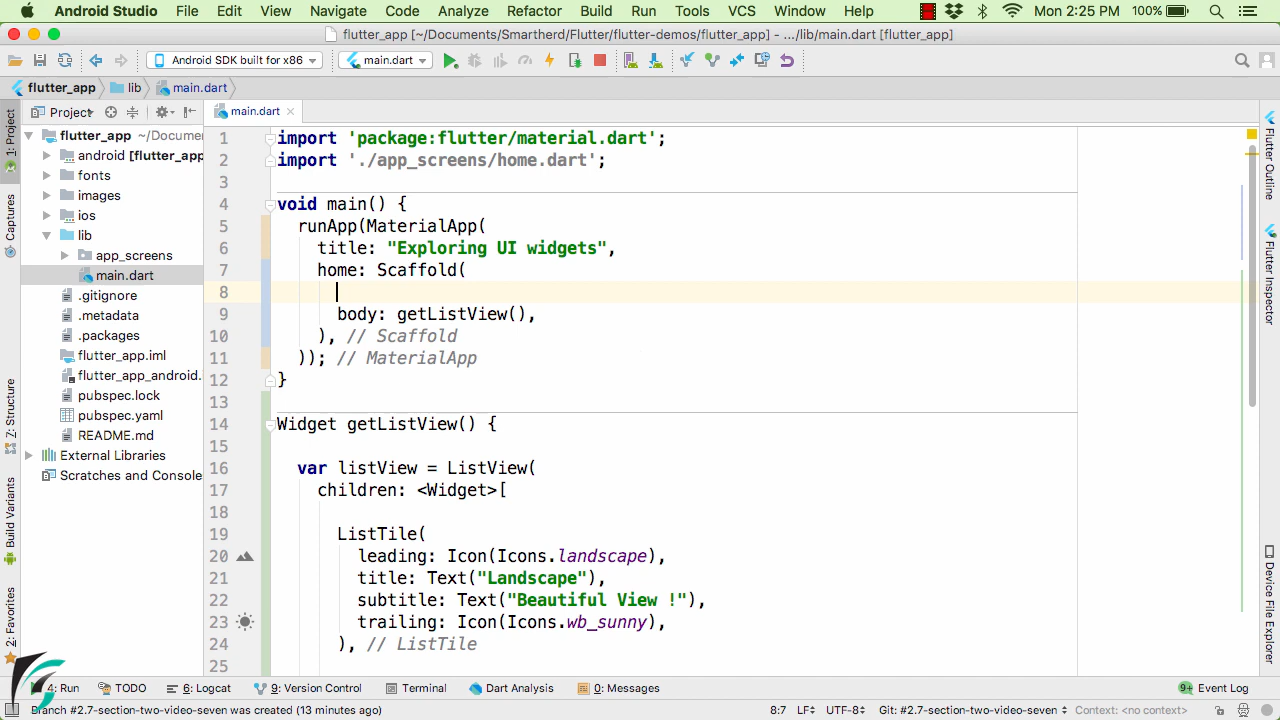 Android Studio File Edit View Navigate Code Analyze Refactor Build Run Tools VCS Window Help Mon 2:25 PM 100%
flutter_app [~/Documents/Smartherd/Flutter/flutter-demos/flutter_app] - .../lib/main.dart [flutter_app]
Android SDK built for x86 main.dart
flutter_app lib main.dart
Project main.dart
flutter_app ~/Docume
android [flutter_app
fonts
images
ios
lib
app_screens
main.dart
.gitignore
.metadata
.packages
flutter_app.iml
flutter_app_android.
pubspec.lock
pubspec.yaml
README.md
External Libraries
Scratches and Console
1: Project
Captures
7: Structure
Build Variants
2: Favorites
1 import 'package:flutter/material.dart';
2 import './app_screens/home.dart';
3
4 void main() {
5 runApp(MaterialApp(
6 title: "Exploring UI widgets",
7 home: Scaffold(
8
9 body: getListView(),
10 ), // Scaffold
11 )); // MaterialApp
12 }
13
14 Widget getListView() {
15
16 var listView = ListView(
17 children: <Widget>[
18
19 ListTile(
20 leading: Icon(Icons.landscape),
21 title: Text("Landscape"),
22 subtitle: Text("Beautiful View !"),
23 trailing: Icon(Icons.wb_sunny),
24 ), // ListTile
25
Flutter Outline
Flutter Inspector
Device File Explorer
4: Run TODO 6: Logcat 9: Version Control Terminal Dart Analysis 0: Messages 9+ Event Log
Branch #2.7-section-two-video-seven was created (13 minutes ago) 8:7 LF UTF-8 Git: #2.7-section-two-video-seven Context: <no context>